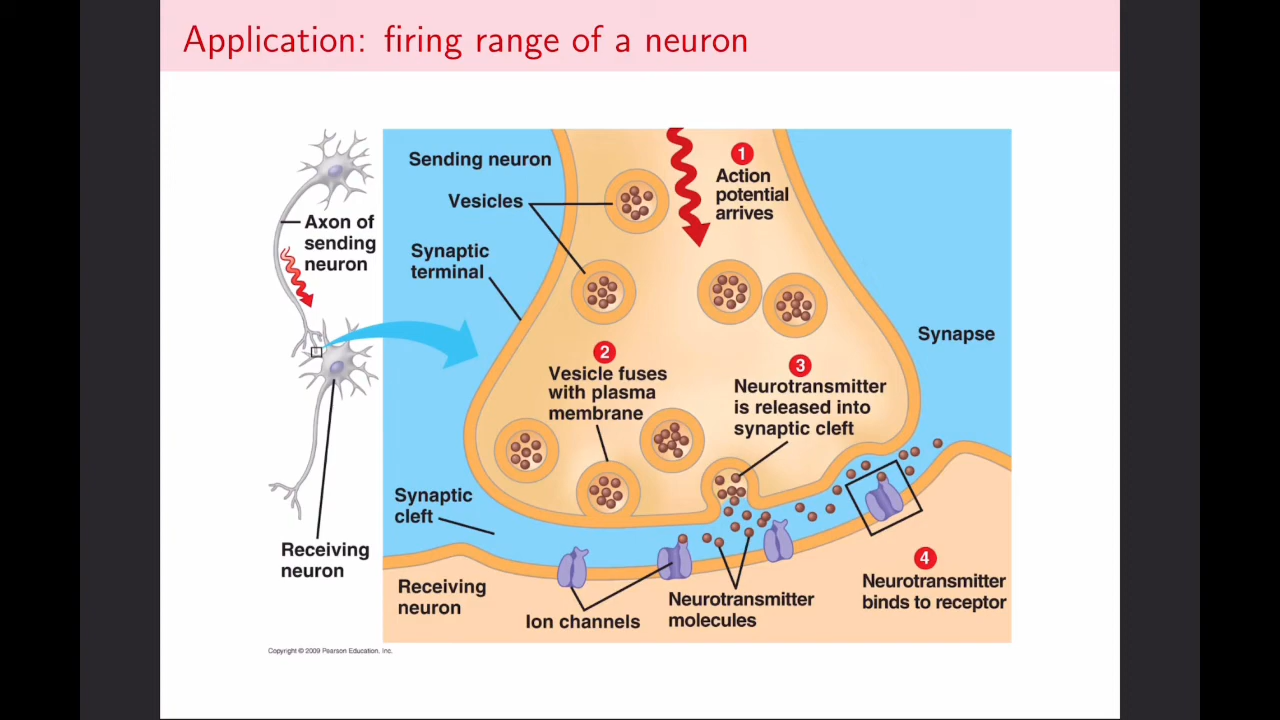 Application: firing range of a neuron
Axon of
sending
neuron
Receiving
neuron
Sending neuron
Vesicles
Synaptic
terminal
1
Action
potential
arrives
2
Vesicle fuses
with plasma
membrane
3
Neurotransmitter
is released into
synaptic cleft
Synapse
Synaptic
cleft
Receiving
neuron
Ion channels
Neurotransmitter
molecules
4
Neurotransmitter
binds to receptor
Copyright © 2009 Pearson Education, Inc.